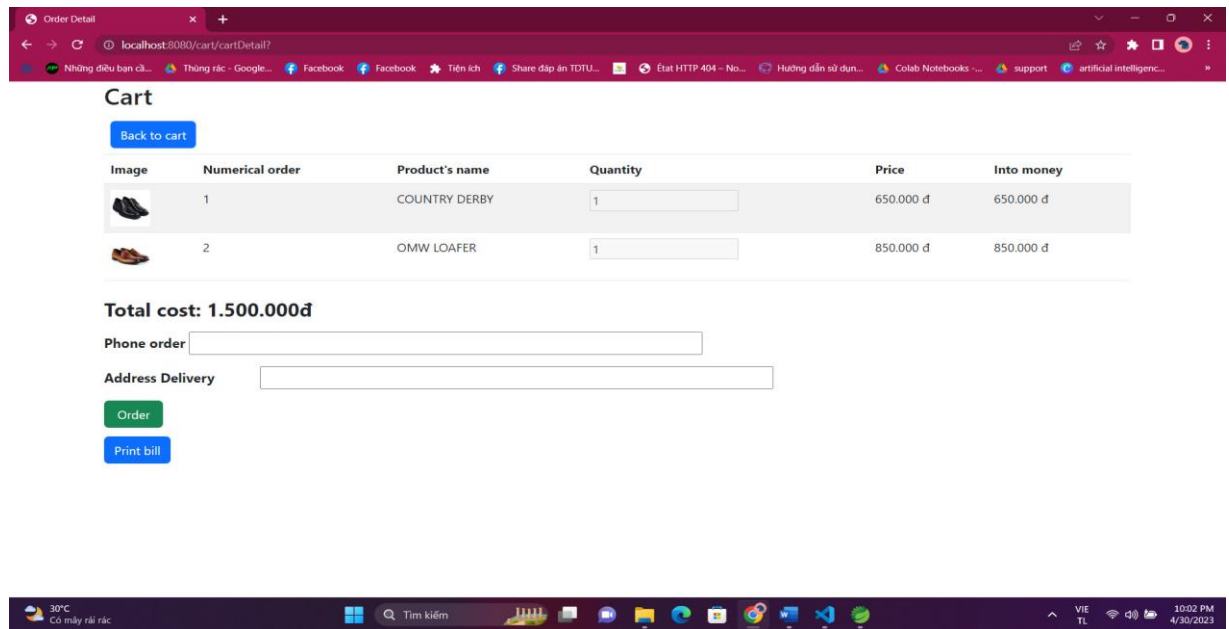 Order Detail
localhost:8080/cart/cartDetail?
Những điều bạn cầ... Thùng rác - Google... Facebook Facebook Tiện ích Share đáp án TDTU... État HTTP 404 – No... Hướng dẫn sử dụn... Colab Notebooks -... support artificial intelligenc... »
Cart
Back to cart
Image Numerical order Product's name Quantity Price Into money
1 COUNTRY DERBY 1 650.000 đ 650.000 đ
2 OMW LOAFER 1 850.000 đ 850.000 đ
Total cost: 1.500.000đ
Phone order
Address Delivery
Order
Print bill
30°C
Có mây rải rác
Tìm kiếm
VIE
TL
10:02 PM
4/30/2023